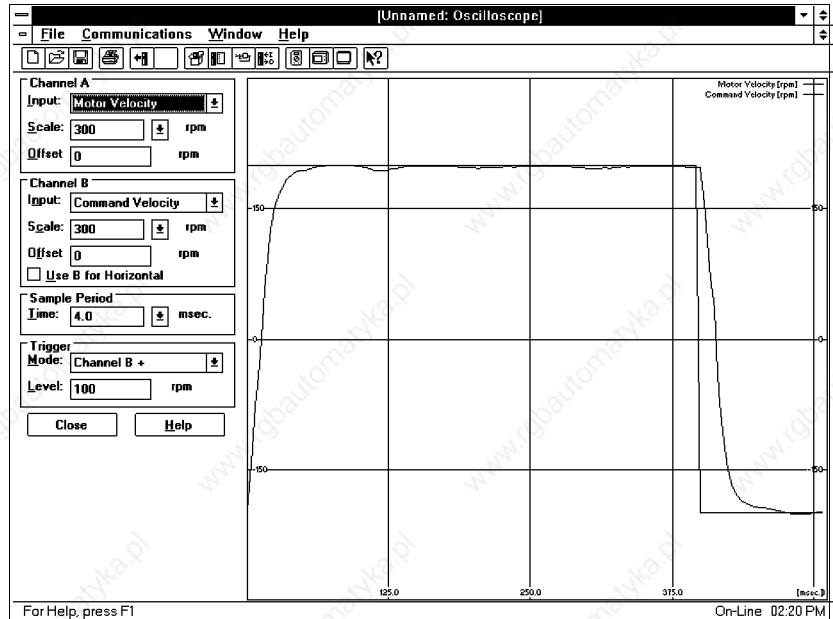 [Unnamed: Oscilloscope]
File Communications Window Help
Channel A
Input: Motor Velocity
Scale: 300 rpm
Offset 0 rpm
Channel B
Input: Command Velocity
Scale: 300 rpm
Offset 0 rpm
Use B for Horizontal
Sample Period
Time: 4.0 msec.
Trigger
Mode: Channel B +
Level: 100 rpm
Close Help
Motor Velocity [rpm]
Command Velocity [rpm]
150 150
0 0
-150 -150
125.0 250.0 375.0 [msec.]
For Help, press F1 On-Line 02:20 PM
www.rgbautomatyka.pl